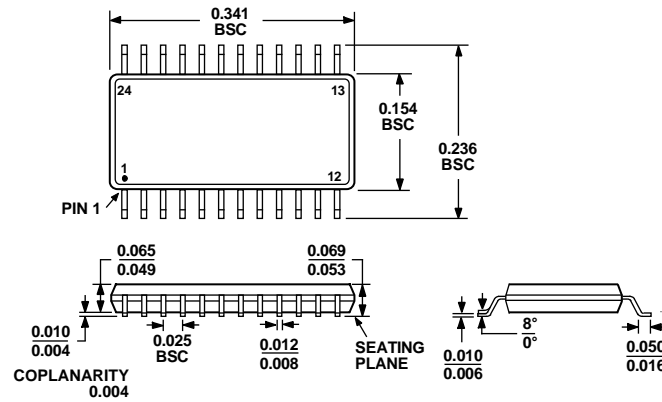 0.341
BSC
24
13
0.154
BSC
0.236
BSC
1
12
PIN 1
0.065
0.049
0.069
0.053
0.010
0.004
0.025
BSC
0.012
0.008
SEATING
PLANE
COPLANARITY
0.004
0.010
0.006
8°
0°
0.050
0.016